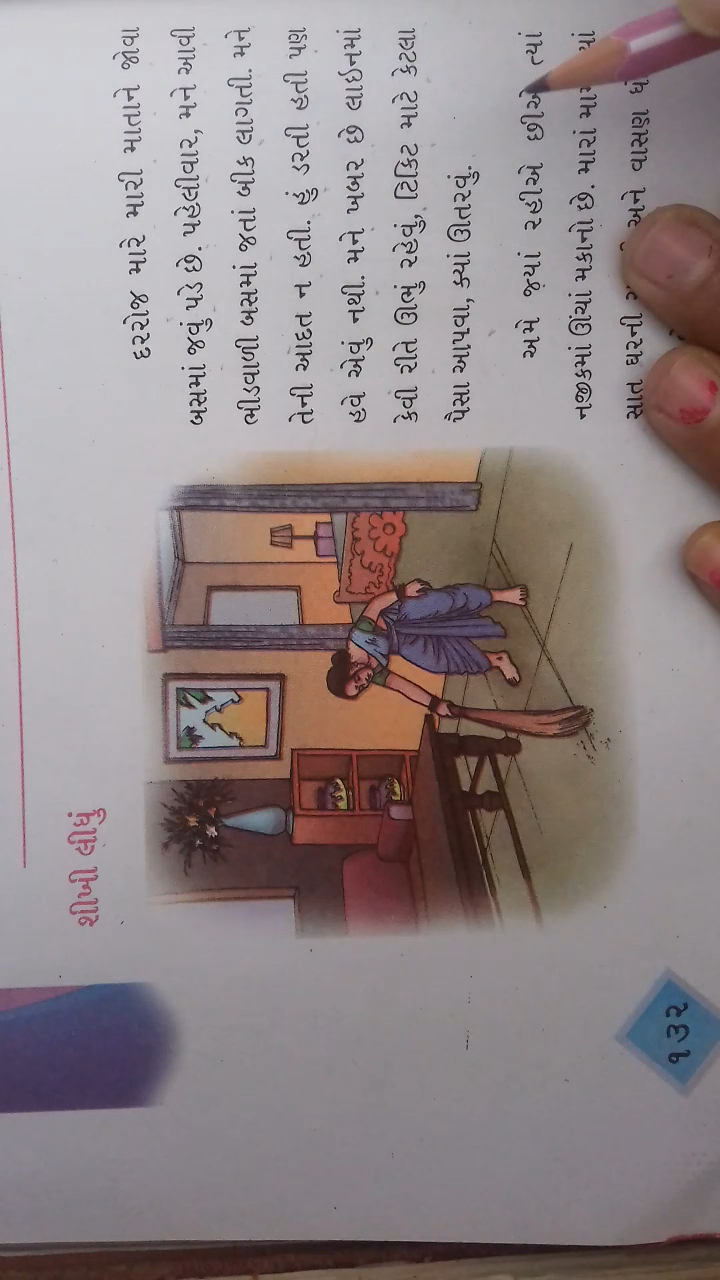 શીખી લીધું
દરરોજ મારે મારી માતાને જોવા
બસમાં જવું પડે છે. પહેલીવાર, મને આવી
ભીડવાળી બસમાં જતાં બીક લાગતી. મને
તેની આદત ન હતી. હું ડરતી હતી પણ
હવે એવું નથી. મને ખબર છે લાઇનમાં
કેવી રીતે ઊભું રહેવું, ટિકિટ માટે કેટલા
પૈસા આપવા, ક્યાં ઊતરવું.
અમે જ્યાં રહીએ છીએ ત્યાં
નજીકમાં ઊંચાં મકાનો છે. મારાં
સાત ઘરની અને વાસણ
૧૩૨